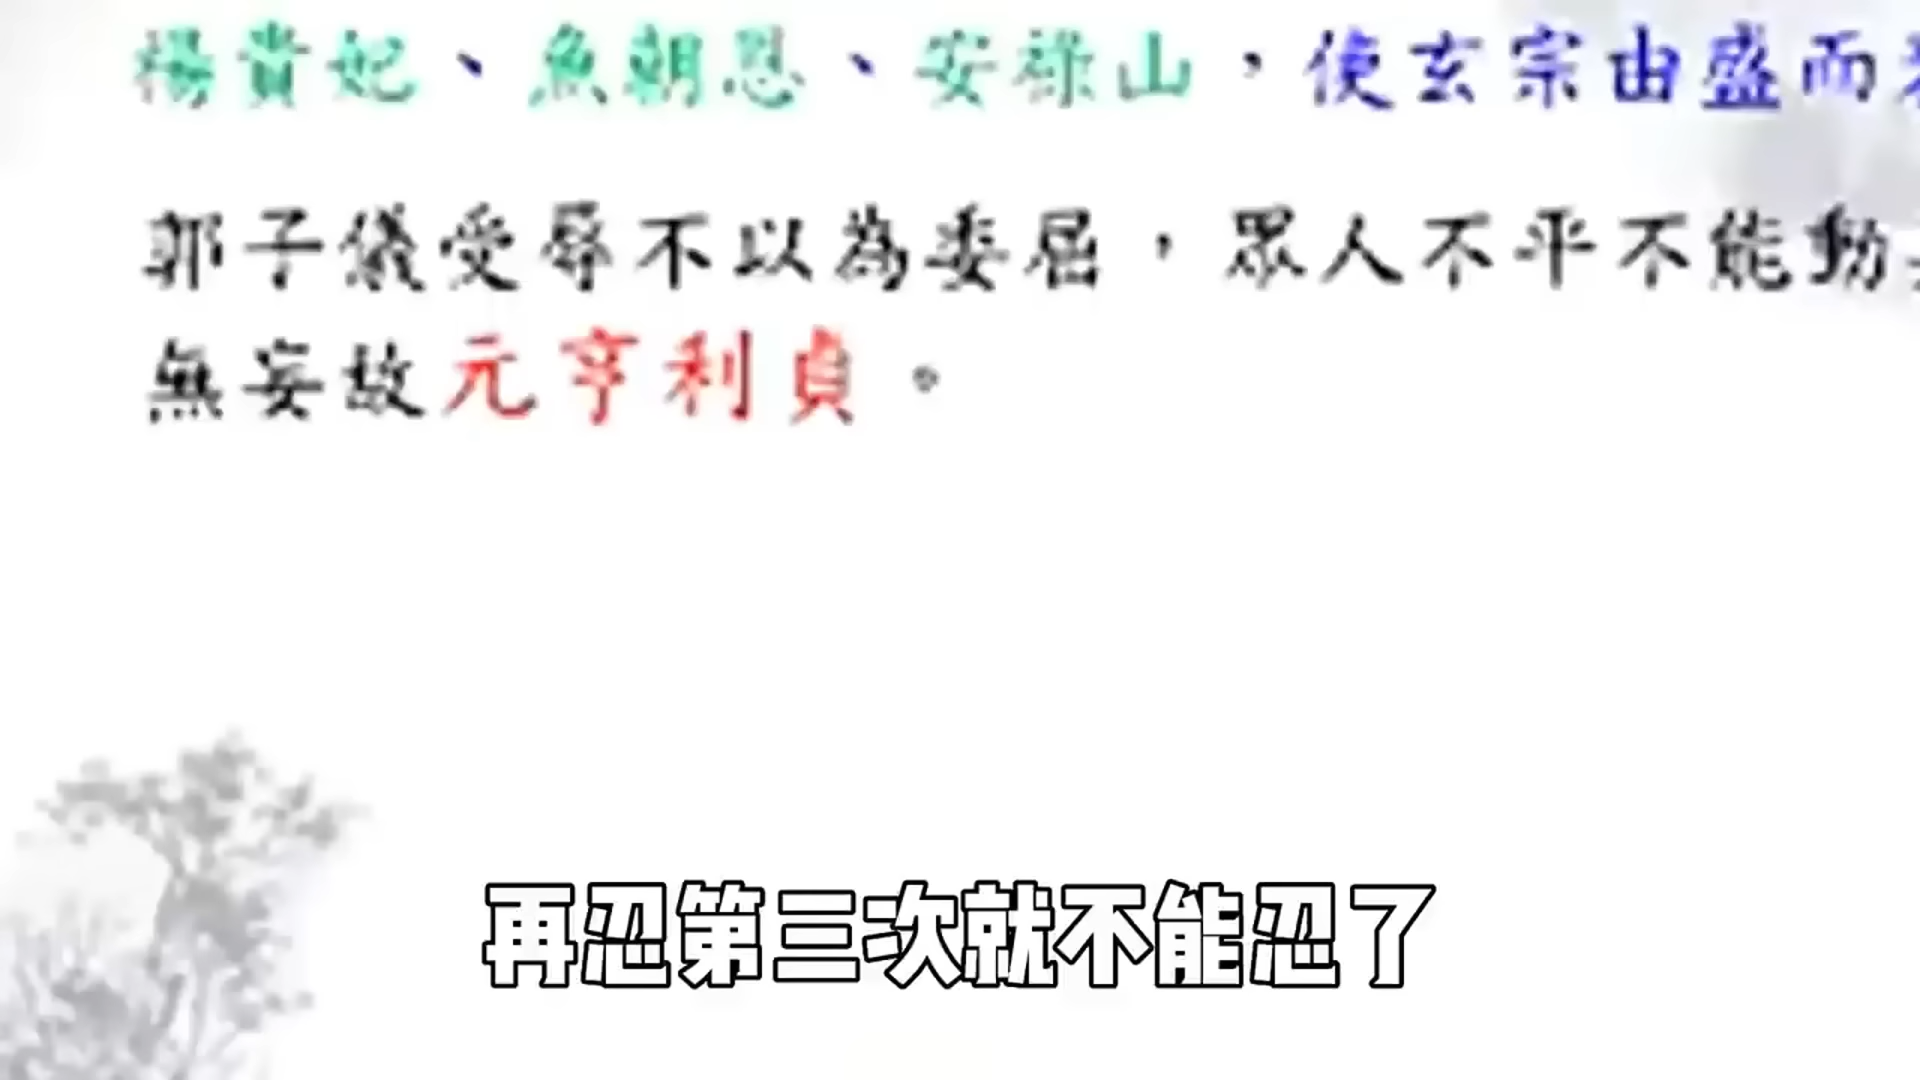 楊貴妃、魚朝恩、安祿山，使玄宗由盛而
郭子儀受辱不以為委屈，眾人不平不能動
無妄故元亨利貞。
再忍第三次就不能忍了